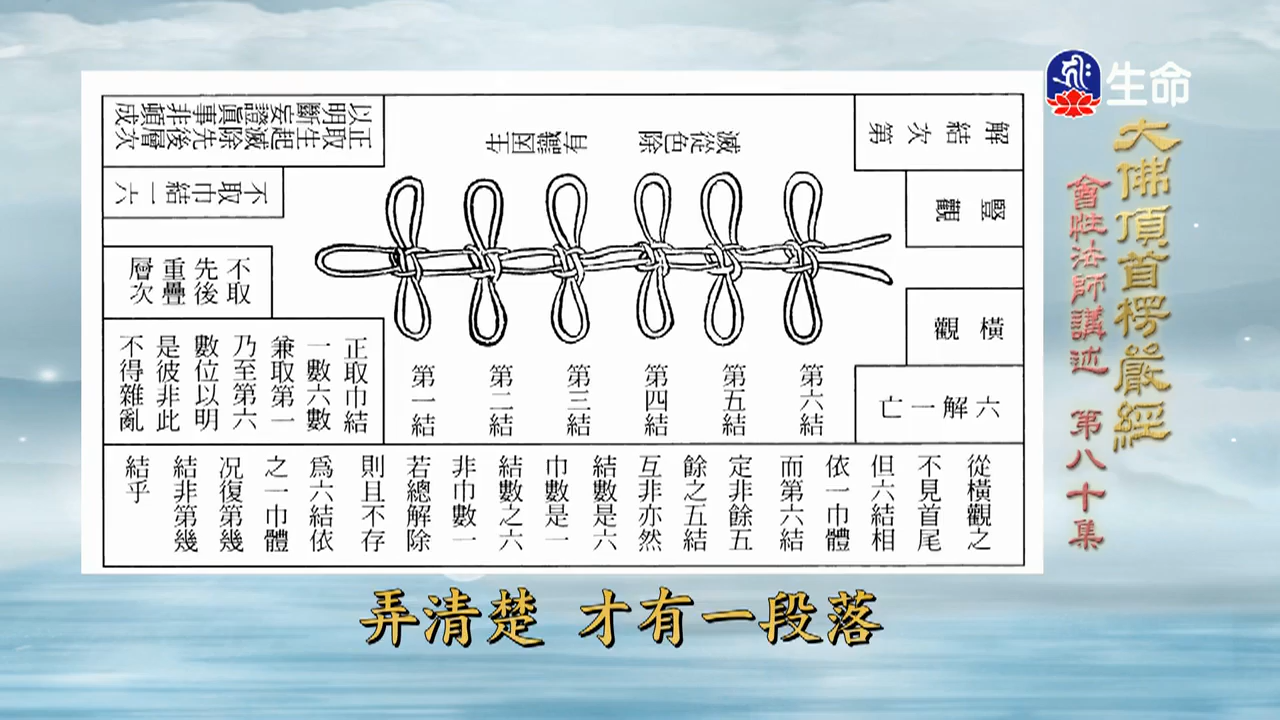 生命
大佛頂首楞嚴經
會性法師講述 第八十集
解結次第
豎觀
橫觀
六解一亡
滅從色除
身識因生
正取生起滅除先後層次
以明斷妄證真事非頓成
不取巾結一六
不取
先後
重疊
層次
正取巾結
一數六數
兼取第一
乃至第六
數位以明
是彼非此
不得雜亂
第一結
第二結
第三結
第四結
第五結
第六結
從橫觀之
不見首尾
但六結相
依一巾體
而第六結
定非餘五
餘之五結
互非亦然
結數是六
巾數是一
結數之六
非巾數一
若總解除
則且不存
為六結依
之一巾體
況復第幾
結非第幾
結乎
弄清楚 才有一段落